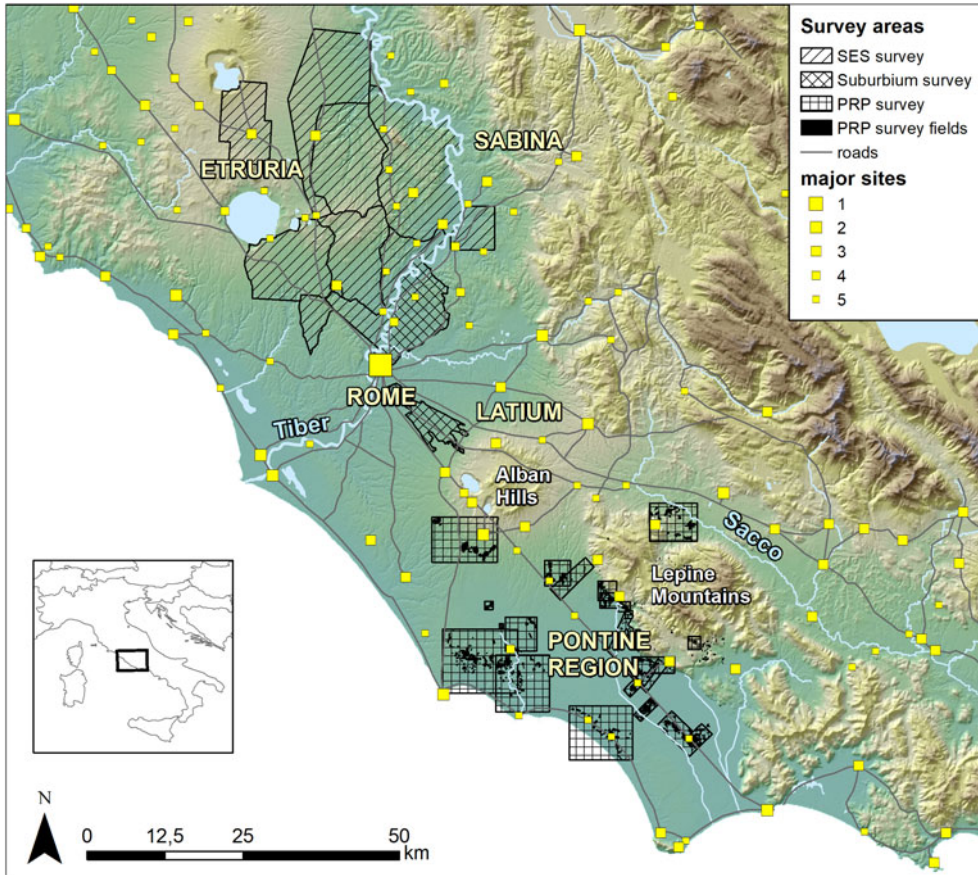 Survey areas
SES survey
Suburbium survey
PRP survey
PRP survey fields
roads
major sites
1
2
3
4
5
SABINA
ETRURIA
ROME
LATIUM
Tiber
Alban
Hills
Sacco
Lepine
Mountains
PONTINE
REGION
N
0 12,5 25 50
km